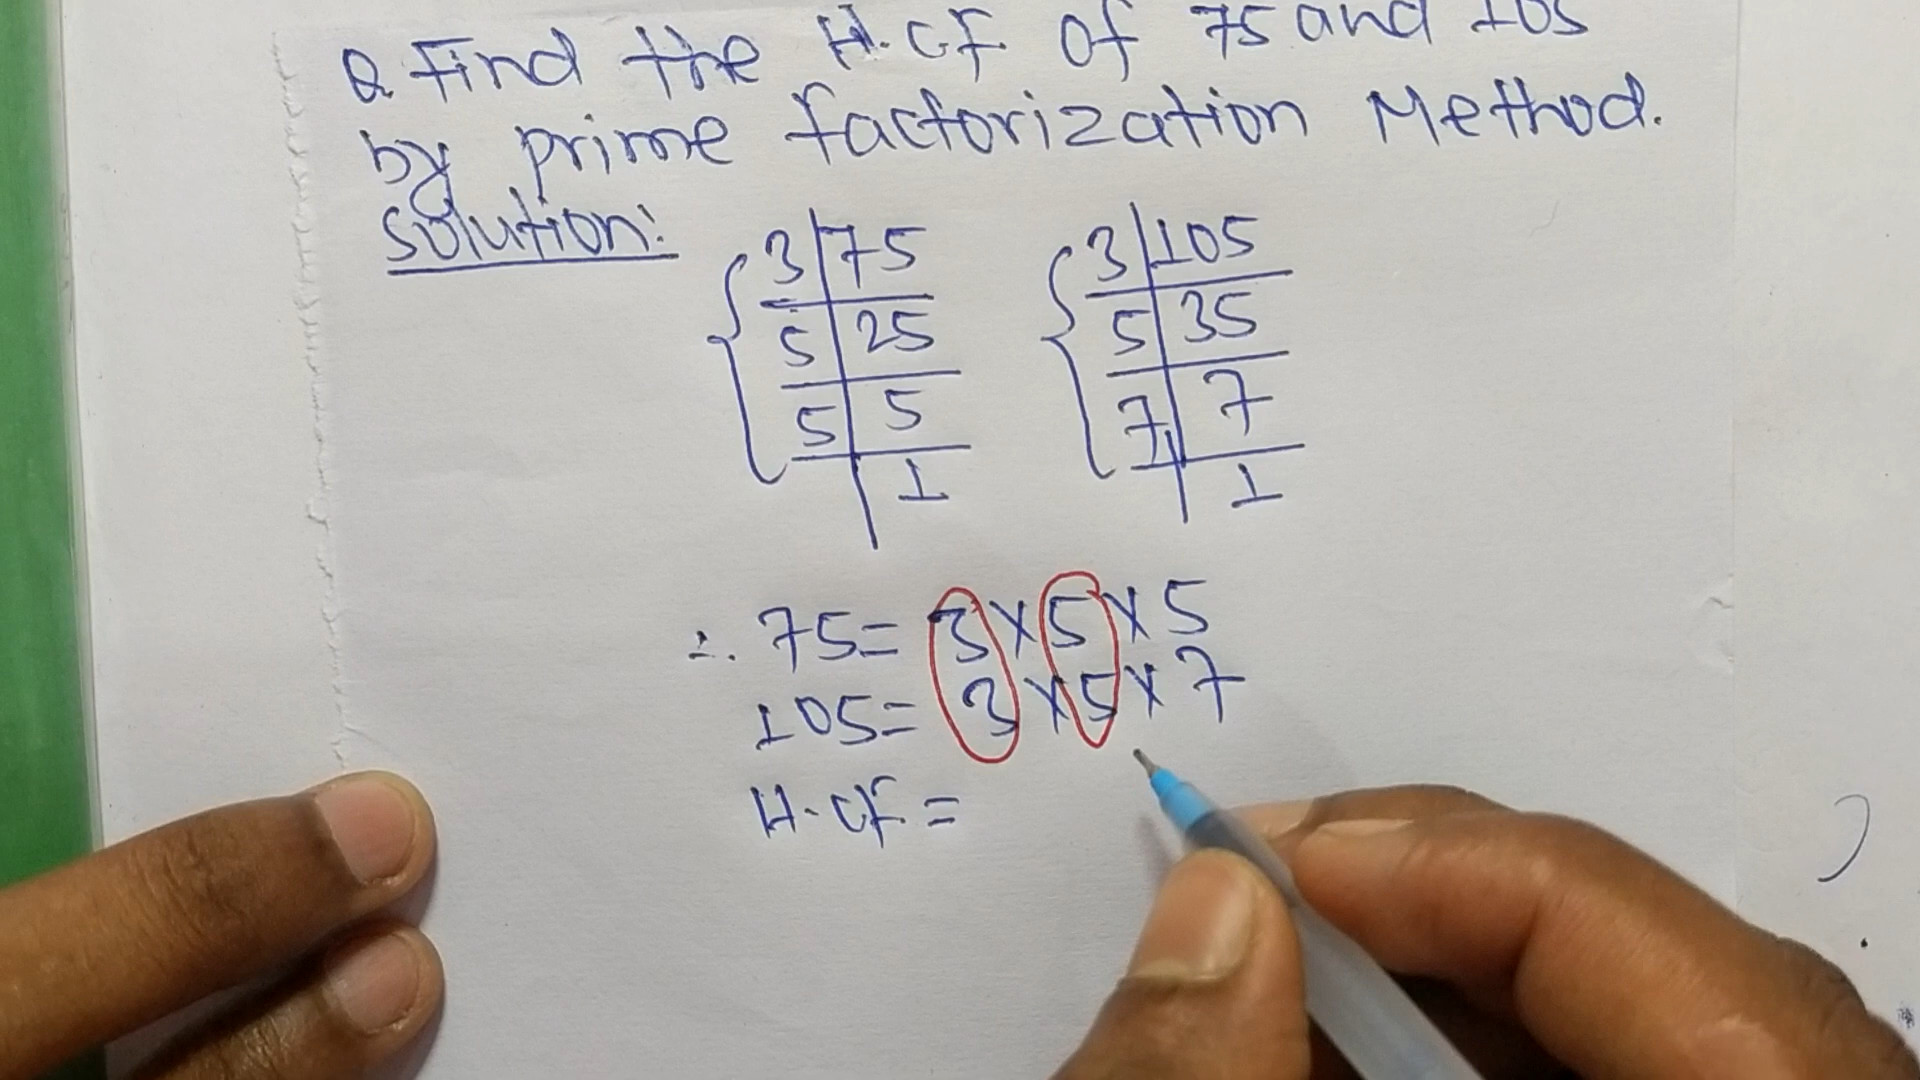 Q. Find the H.CF. Of 75 and 105
by prime factorization Method.
Solution:
3 75
5 25
5 5
1
3 105
5 35
7 7
1
∴ 75 = 3 × 5 × 5
105 = 3 × 5 × 7
H.CF. =